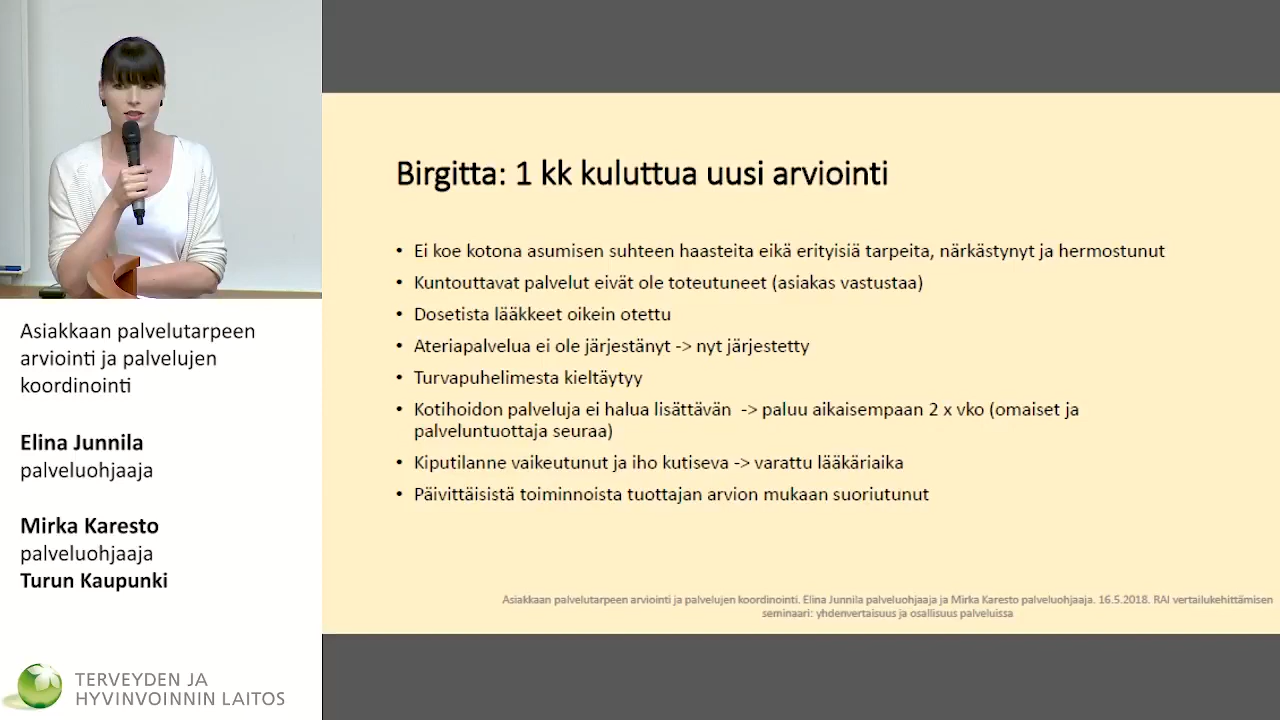 Birgitta: 1 kk kuluttua uusi arviointi
• Ei koe kotona asumisen suhteen haasteita eikä erityisiä tarpeita, närkästynyt ja hermostunut
• Kuntouttavat palvelut eivät ole toteutuneet (asiakas vastustaa)
• Dosetista lääkkeet oikein otettu
• Ateriapalvelua ei ole järjestänyt -> nyt järjestetty
• Turvapuhelimesta kieltäytyy
• Kotihoidon palveluja ei halua lisättävän -> paluu aikaisempaan 2 x vko (omaiset ja
palveluntuottaja seuraa)
• Kiputilanne vaikeutunut ja iho kutiseva -> varattu lääkäriaika
• Päivittäisistä toiminnoista tuottajan arvion mukaan suoriutunut
Asiakkaan palvelutarpeen arviointi ja palvelujen koordinointi. Elina Junnila palveluohjaaja ja Mirka Karesto palveluohjaaja. 16.5.2018. RAI vertailukehittämisen
seminaari: yhdenvertaisuus ja osallisuus palveluissa
Asiakkaan palvelutarpeen
arviointi ja palvelujen
koordinointi
Elina Junnila
palveluohjaaja
Mirka Karesto
palveluohjaaja
Turun Kaupunki
TERVEYDEN JA
HYVINVOINNIN LAITOS